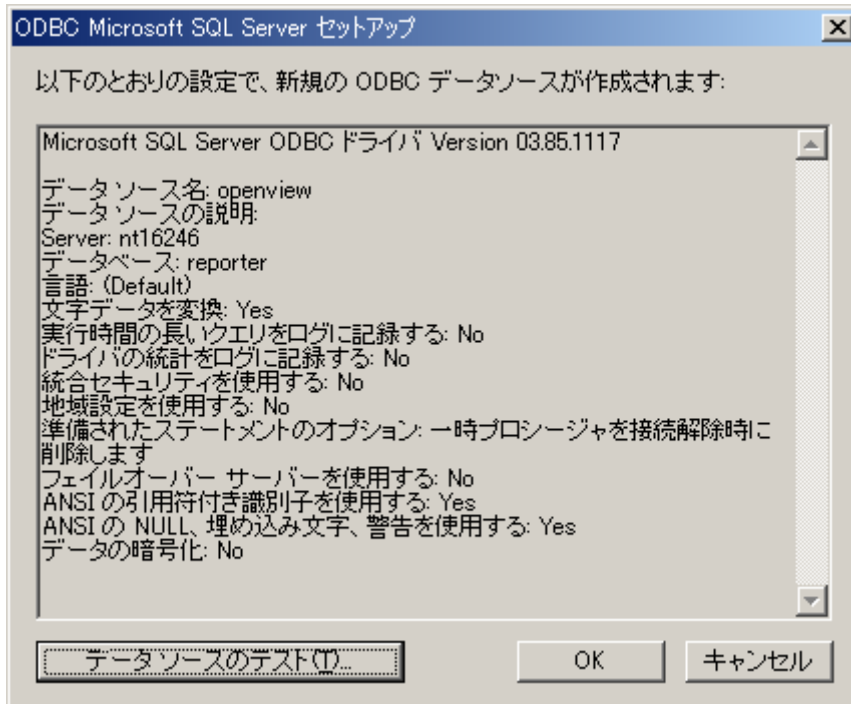 ODBC Microsoft SQL Server セットアップ
以下のとおりの設定で、新規の ODBC データソースが作成されます:
Microsoft SQL Server ODBC ドライバ Version 03.85.1117
データ ソース名: openview
データ ソースの説明:
Server: nt16246
データベース: reporter
言語: (Default)
文字データを変換: Yes
実行時間の長いクエリをログに記録する: No
ドライバの統計をログに記録する: No
統合セキュリティを使用する: No
地域設定を使用する: No
準備されたステートメントのオプション: 一時プロシージャを接続解除時に
削除します
フェイルオーバー サーバーを使用する: No
ANSI の引用符付き識別子を使用する: Yes
ANSI の NULL、埋め込み文字、警告を使用する: Yes
データの暗号化: No
データ ソースのテスト(T)...
OK
キャンセル